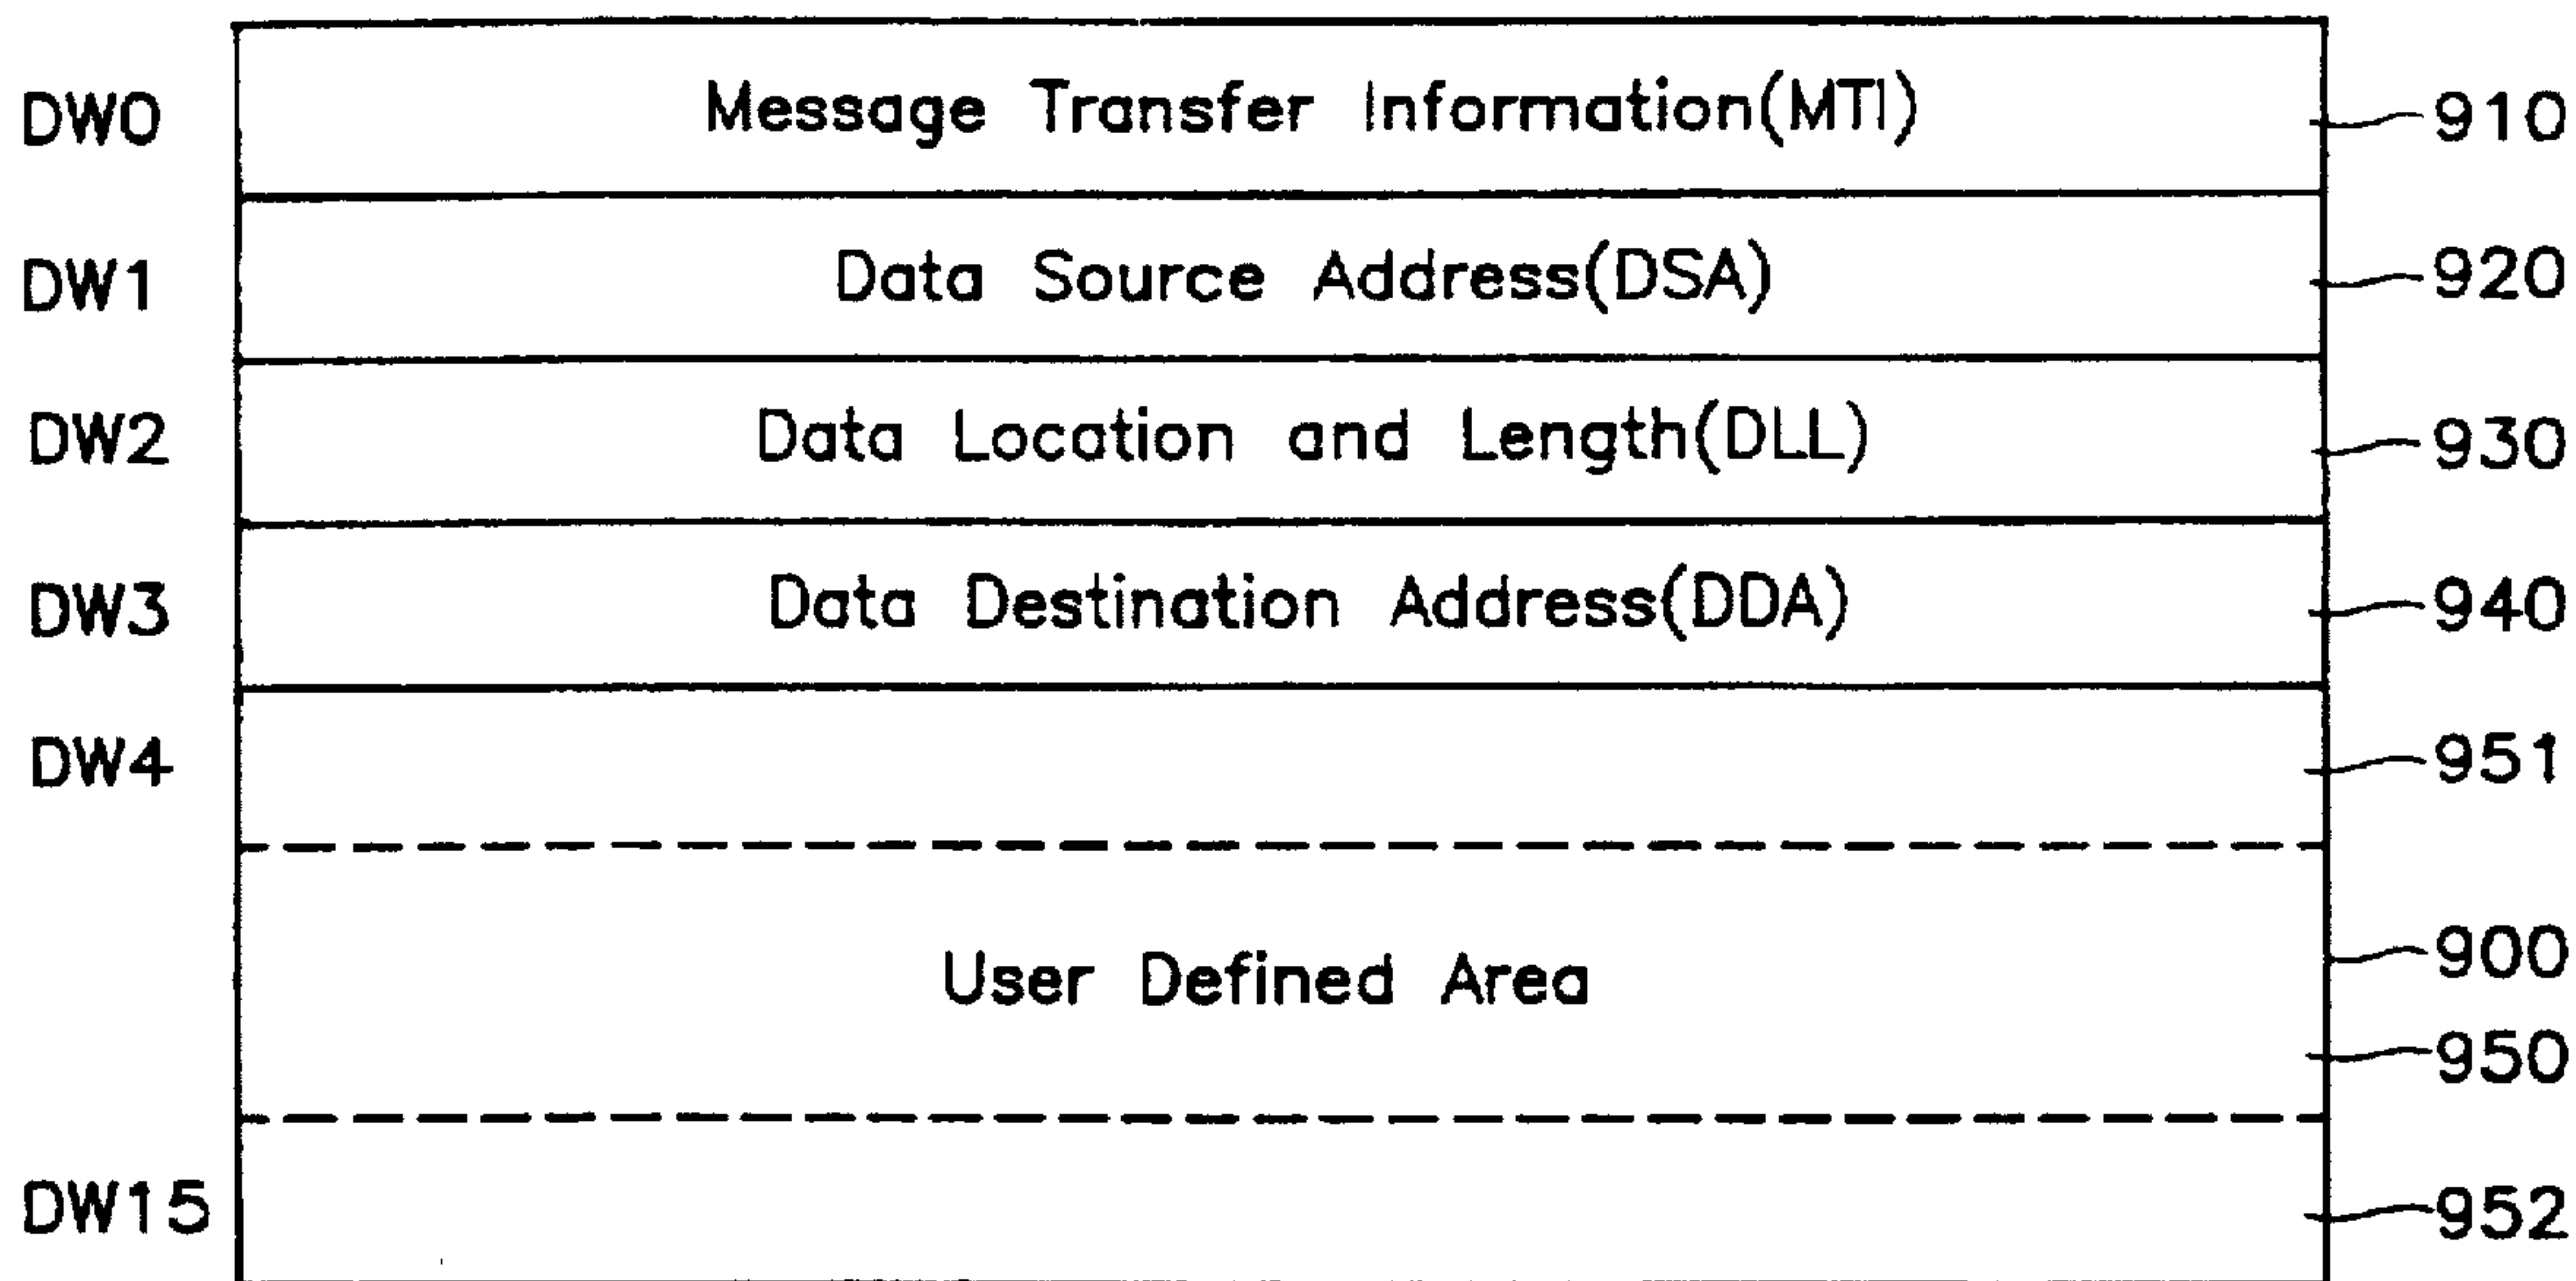 DW0 Message Transfer Information(MTI) 910
DW1 Data Source Address(DSA) 920
DW2 Data Location and Length(DLL) 930
DW3 Data Destination Address(DDA) 940
DW4 951
User Defined Area 900
950
DW15 952